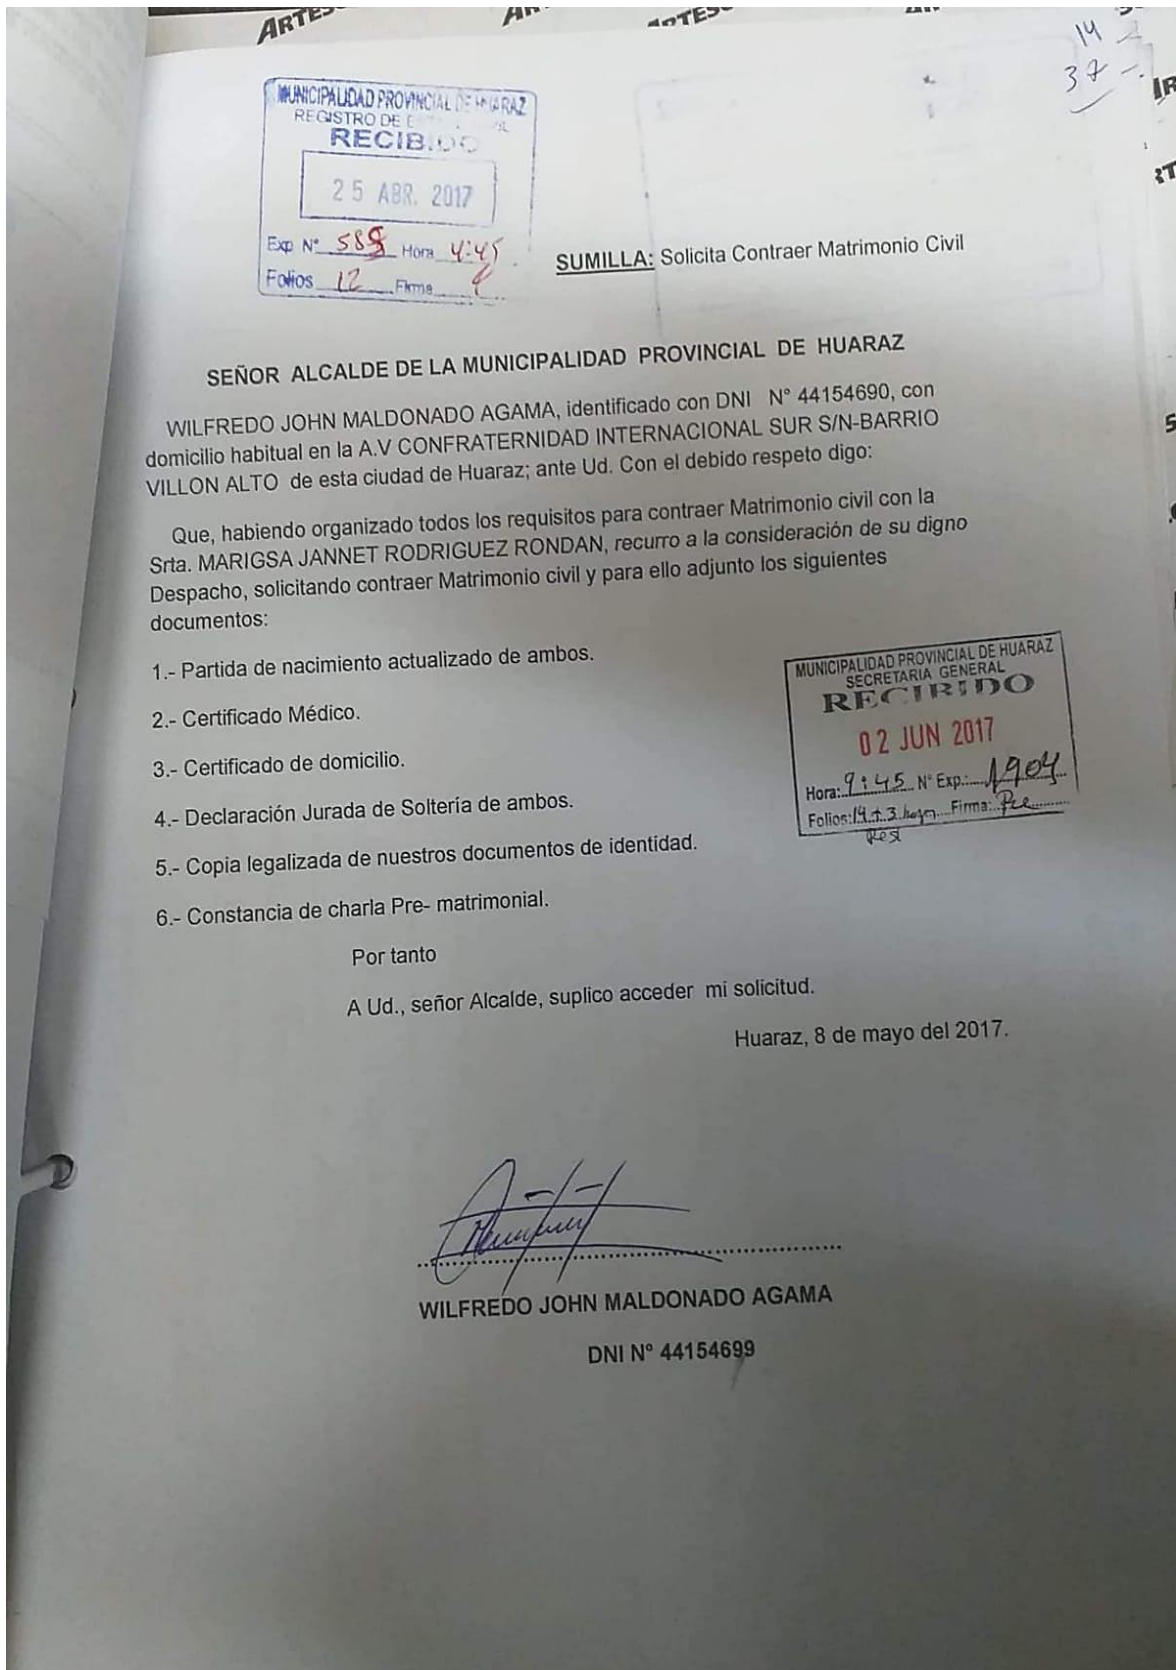 ARTES
14
37 -.
MUNICIPALIDAD PROVINCIAL DE HUARAZ
REGISTRO DE
RECIBIDO
25 ABR. 2017
Exp N° 589 Hora 4:45
Folios 12 Firma
SUMILLA: Solicita Contraer Matrimonio Civil
SEÑOR ALCALDE DE LA MUNICIPALIDAD PROVINCIAL DE HUARAZ
WILFREDO JOHN MALDONADO AGAMA, identificado con DNI N° 44154690, con
domicilio habitual en la A.V CONFRATERNIDAD INTERNACIONAL SUR S/N-BARRIO
VILLON ALTO de esta ciudad de Huaraz; ante Ud. Con el debido respeto digo:
Que, habiendo organizado todos los requisitos para contraer Matrimonio civil con la
Srta. MARIGSA JANNET RODRIGUEZ RONDAN, recurro a la consideración de su digno
Despacho, solicitando contraer Matrimonio civil y para ello adjunto los siguientes
documentos:
1.- Partida de nacimiento actualizado de ambos.
2.- Certificado Médico.
3.- Certificado de domicilio.
4.- Declaración Jurada de Soltería de ambos.
5.- Copia legalizada de nuestros documentos de identidad.
6.- Constancia de charla Pre- matrimonial.
MUNICIPALIDAD PROVINCIAL DE HUARAZ
SECRETARIA GENERAL
RECIBIDO
02 JUN 2017
Hora: 9:45 N° Exp.: 1904
Folios: 14 + 3 Firma:
Por tanto
A Ud., señor Alcalde, suplico acceder mi solicitud.
Huaraz, 8 de mayo del 2017.
WILFREDO JOHN MALDONADO AGAMA
DNI N° 44154699